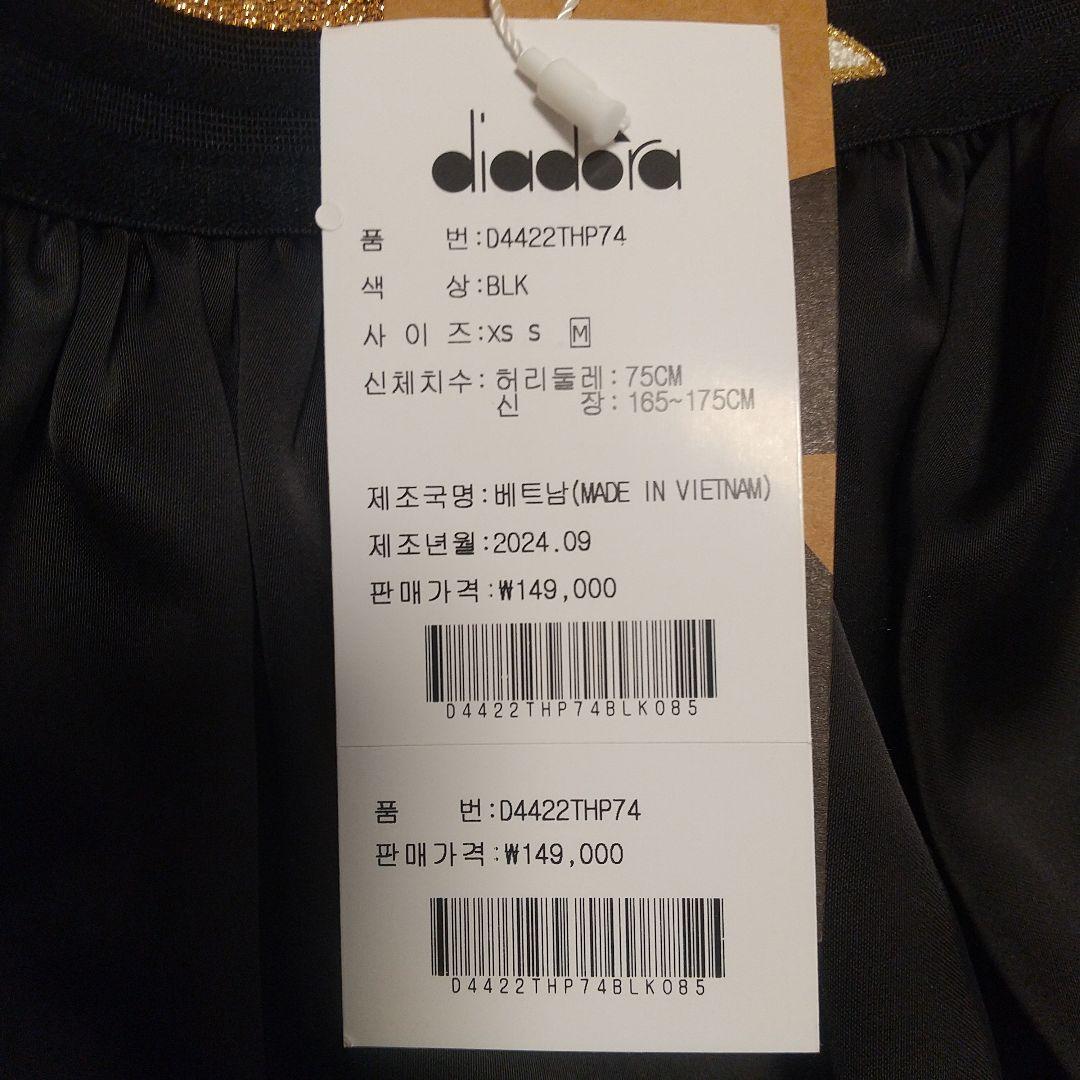 diadora
품 번:D4422THP74
색 상:BLK
사 이 즈:XS S M
신체치수: 허리둘레: 75CM
신 장: 165~175CM
제조국명:베트남(MADE IN VIETNAM)
제조년월:2024.09
판매가격:₩149,000
D4422THP74BLK085
품 번:D4422THP74
판매가격:₩149,000
D4422THP74BLK085